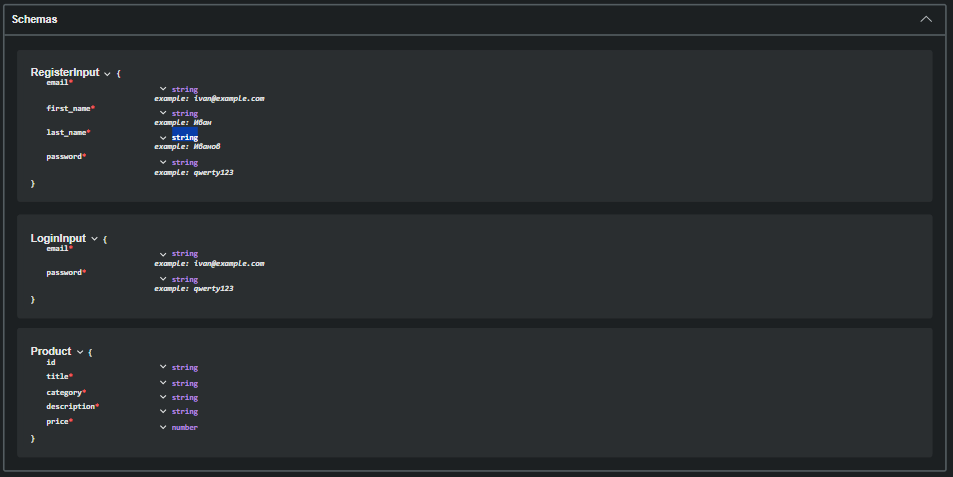 Schemas
RegisterInput {
email*
string
example: ivan@example.com
first_name*
string
example: Иван
last_name*
string
example: Иванов
password*
string
example: qwerty123
}
LoginInput {
email*
string
example: ivan@example.com
password*
string
example: qwerty123
}
Product {
id string
title* string
category* string
description* string
price* number
}